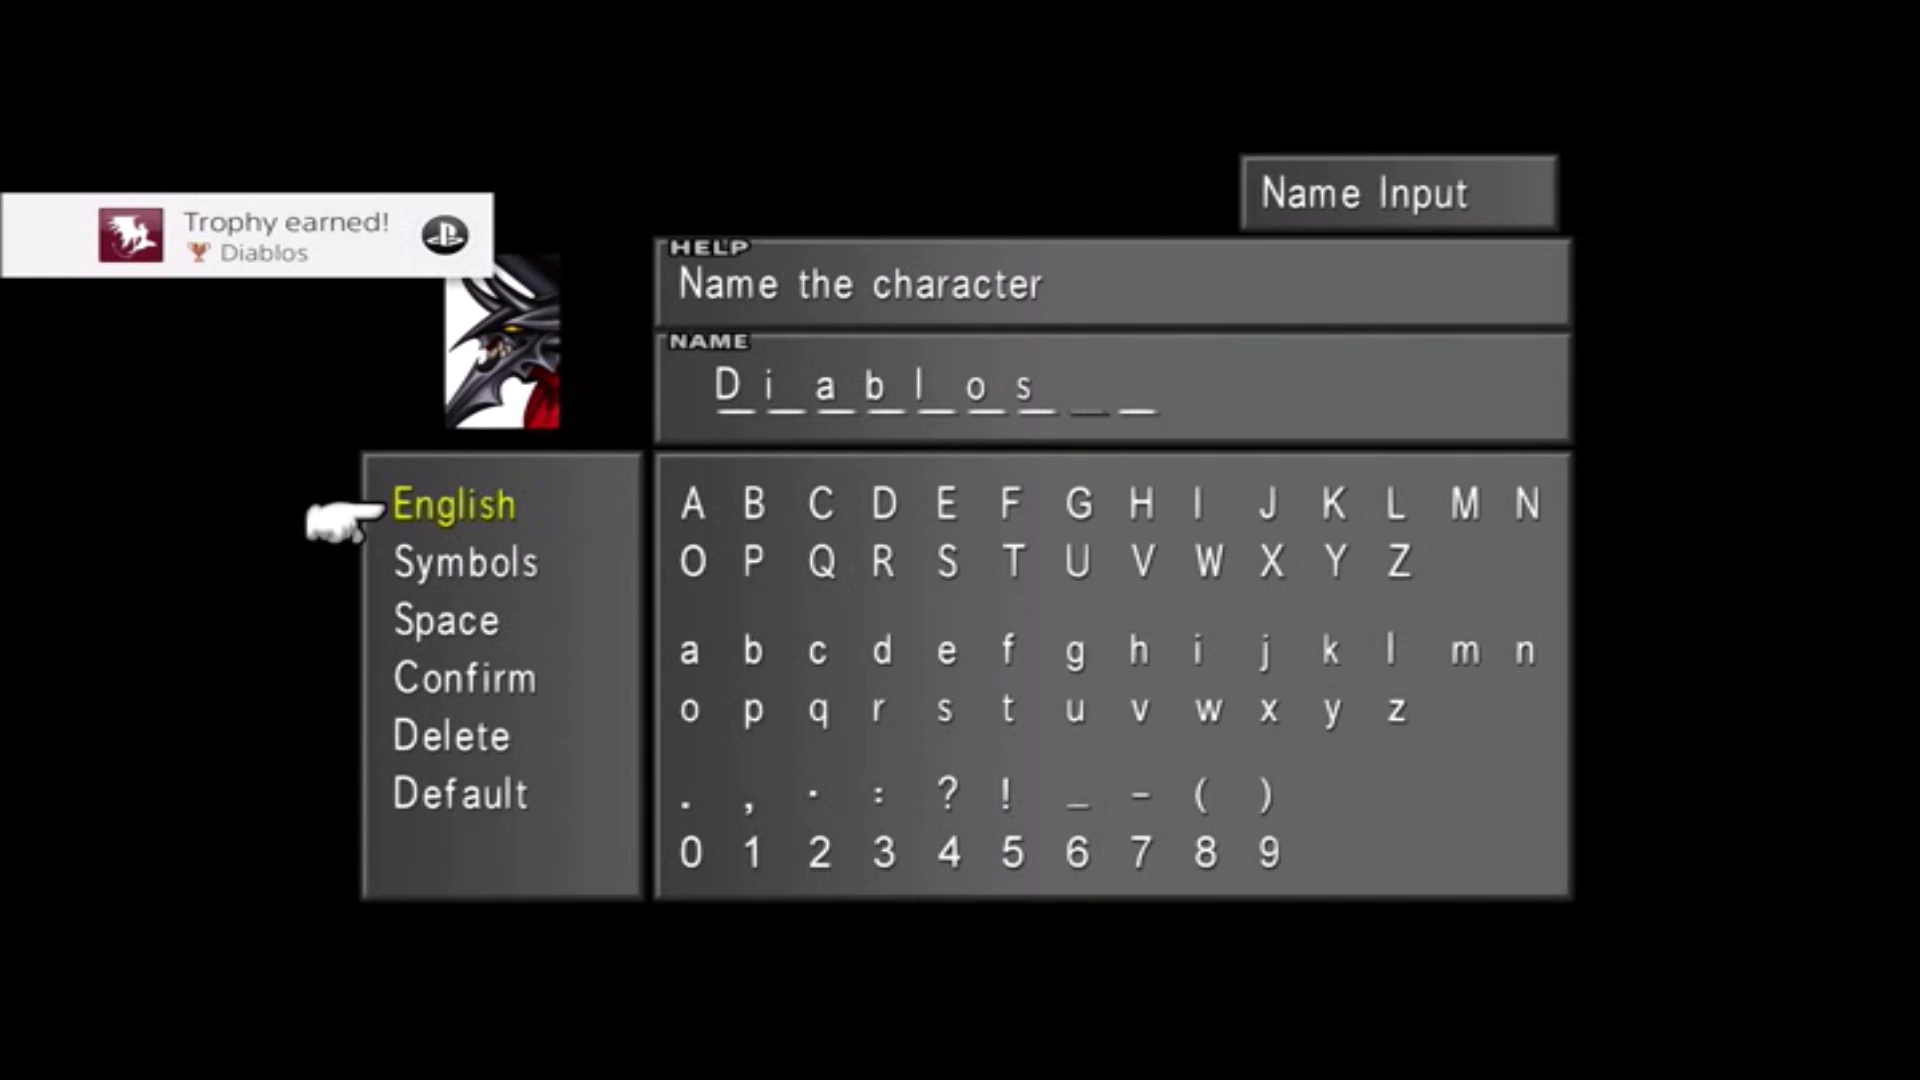 Trophy earned!
Diablos
Name Input
HELP
Name the character
NAME
Diablos__
English
Symbols
Space
Confirm
Delete
Default
A B C D E F G H I J K L M N
O P Q R S T U V W X Y Z
a b c d e f g h i j k l m n
o p q r s t u v w x y z
. , · : ? ! _ - ( )
0 1 2 3 4 5 6 7 8 9